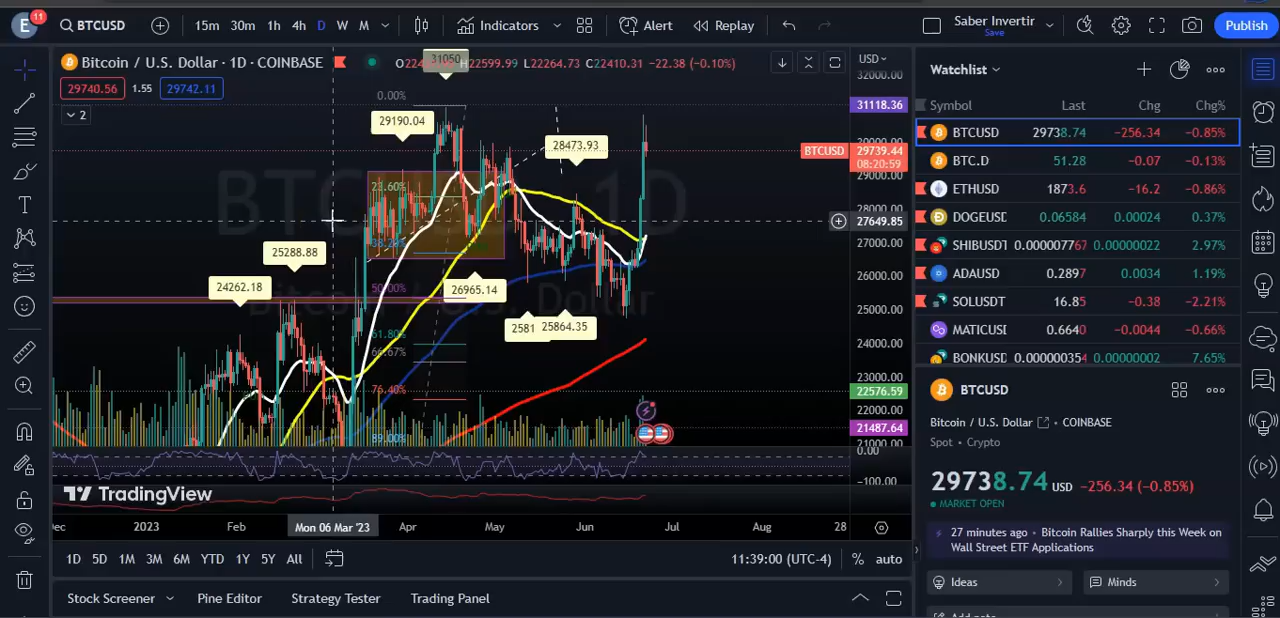 E 11 BTCUSD 15m 30m 1h 4h D W M Indicators Alert Replay Saber Invertir Save Publish
Bitcoin / U.S. Dollar · 1D · COINBASE H22599.99 L22264.73 C22410.31 −22.38 (−0.10%)
29740.56 1.55 29742.11
2
31050
0.00%
29190.04
28473.93
23.60%
25288.88
24262.18
50.00%
26965.14
2581 25864.35
61.80%
66.67%
76.40%
BTCUSD 1D
Bitcoin / U.S. Dollar
USD
32000.00
31118.36
BTCUSD 29739.44
08:20:59
29000.00
28000.00
27649.85
27000.00
26000.00
25000.00
24000.00
23000.00
22576.59
22000.00
21487.64
21000.00
0.00
−100.00
TradingView
2023 Feb Mon 06 Mar '23 Apr May Jun Jul Aug 28
1D 5D 1M 3M 6M YTD 1Y 5Y All 11:39:00 (UTC-4) % auto
Stock Screener Pine Editor Strategy Tester Trading Panel
Watchlist
Symbol Last Chg Chg%
BTCUSD 29738.74 −256.34 −0.85%
BTC.D 51.28 −0.07 −0.13%
ETHUSD 1873.6 −16.2 −0.86%
DOGEUSD 0.06584 0.00024 0.37%
SHIBUSDT 0.000007767 0.00000022 2.97%
ADAUSD 0.2897 0.0034 1.19%
SOLUSDT 16.85 −0.38 −2.21%
MATICUSD 0.6640 −0.0044 −0.66%
BONKUSD 0.000000354 0.00000002 7.65%
BTCUSD
Bitcoin / U.S. Dollar • COINBASE
Spot • Crypto
29738.74 USD −256.34 (−0.85%)
MARKET OPEN
27 minutes ago • Bitcoin Rallies Sharply this Week on
Wall Street ETF Applications
Ideas Minds